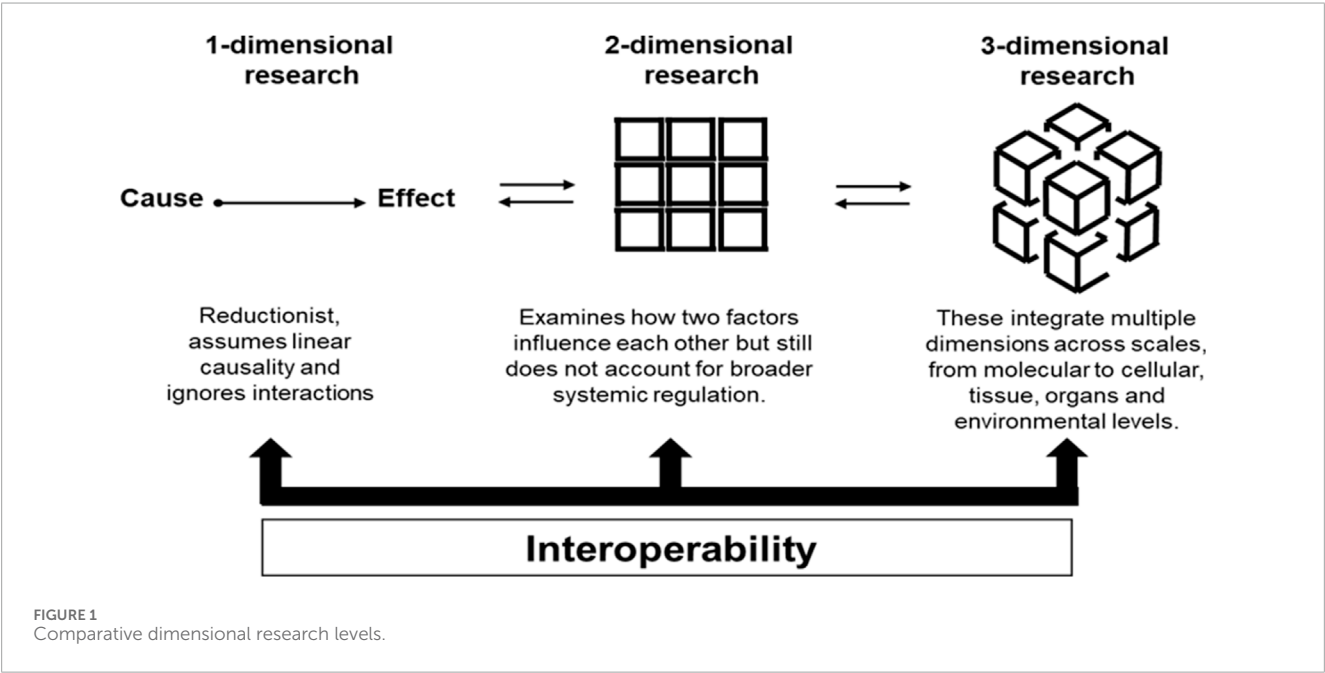 1-dimensional
research
2-dimensional
research
3-dimensional
research
Cause
Effect
Reductionist,
assumes linear
causality and
ignores interactions
Examines how two factors
influence each other but still
does not account for broader
systemic regulation.
These integrate multiple
dimensions across scales,
from molecular to cellular,
tissue, organs and
environmental levels.
Interoperability
FIGURE 1
Comparative dimensional research levels.